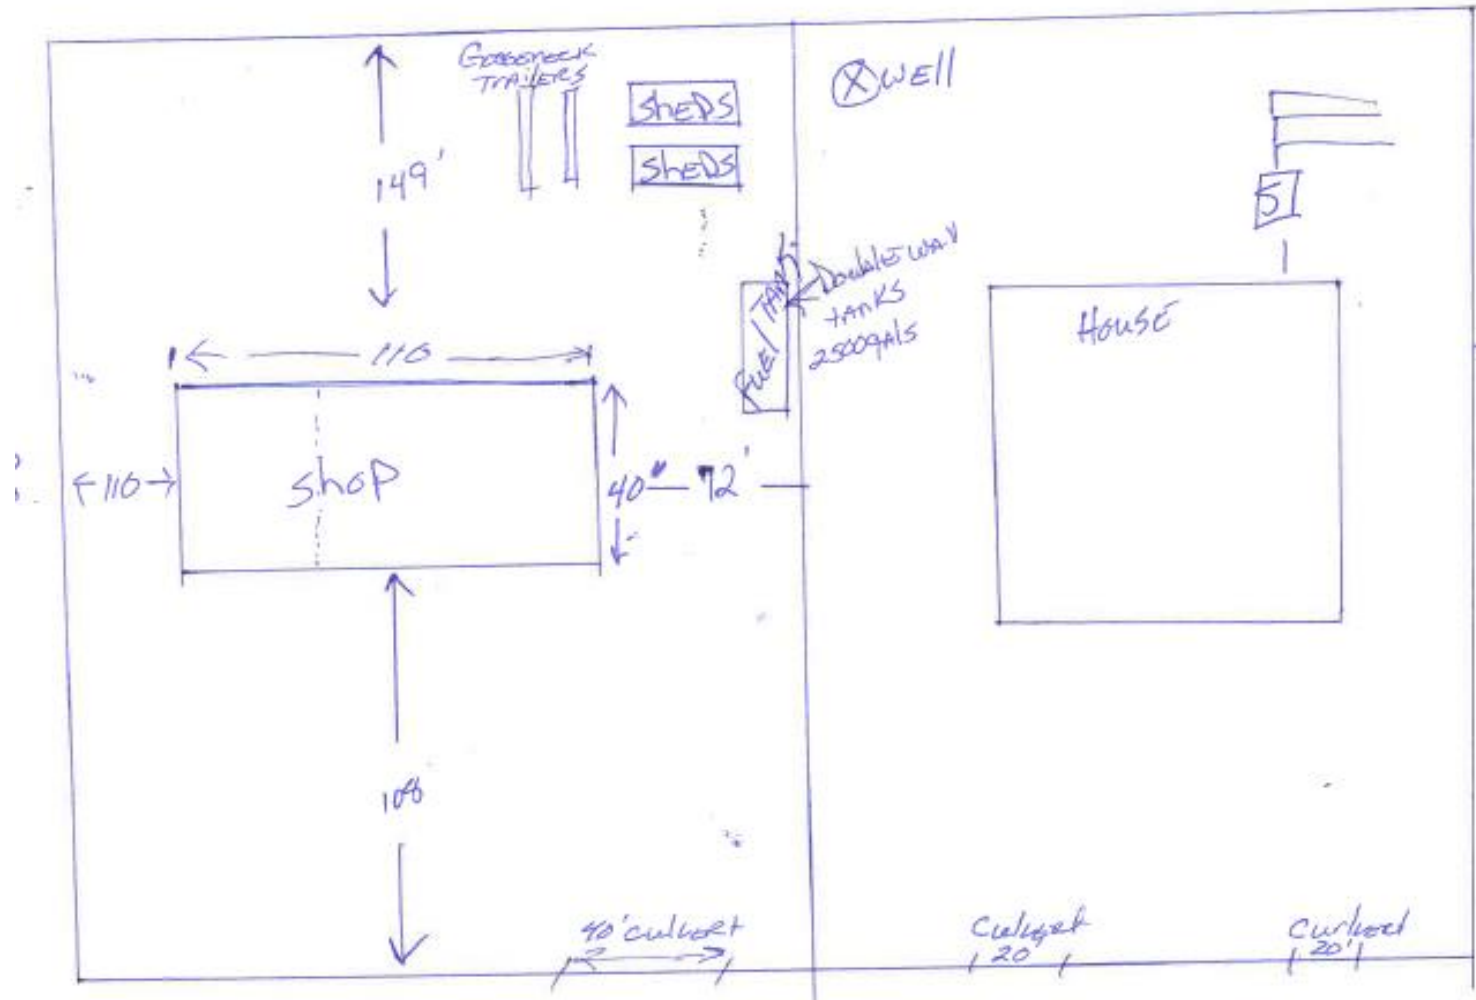 Gooseneck
Trailers
Sheds
Sheds
X well
149'
5
Double wall
tanks
2500gals
Fuel/Tanks
House
110
shop
110
40"
72'
108
40' culvert
Culvert
20'
Culvert
20'